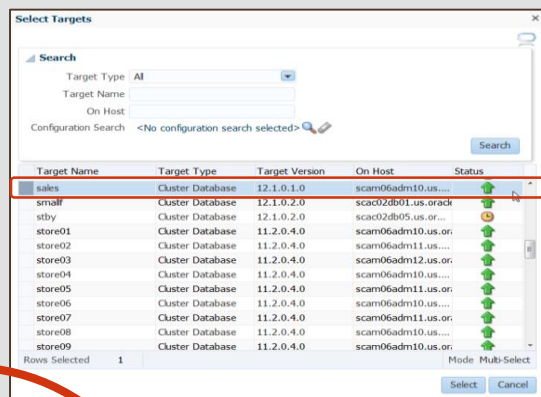 Select Targets
Search
Target Type All
Target Name
On Host
Configuration Search <No configuration search selected>
Search
Target Name Target Type Target Version On Host Status
sales Cluster Database 12.1.0.1.0 scam06adm10.us....
smallf Cluster Database 12.1.0.2.0 scac02db01.us.oracle
stby Cluster Database 12.1.0.2.0 scac02db05.us.or...
store01 Cluster Database 11.2.0.4.0 scam06adm10.us.ora
store02 Cluster Database 11.2.0.4.0 scam06adm11.us....
store03 Cluster Database 11.2.0.4.0 scam06adm12.us.ora
store04 Cluster Database 11.2.0.4.0 scam06adm10.us....
store05 Cluster Database 11.2.0.4.0 scam06adm11.us.ora
store06 Cluster Database 11.2.0.4.0 scam06adm10.us....
store07 Cluster Database 11.2.0.4.0 scam06adm11.us.ora
store08 Cluster Database 11.2.0.4.0 scam06adm10.us....
store09 Cluster Database 11.2.0.4.0 scam06adm10.us.ora
Rows Selected 1 Mode Multi-Select
Select Cancel